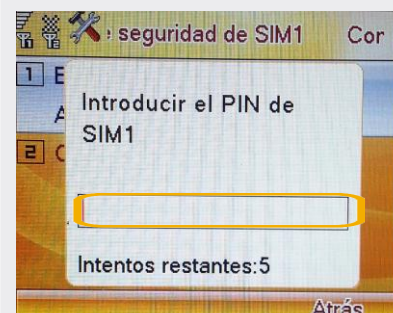 seguridad de SIM1 Cor
1 E
A
2 C
Introducir el PIN de
SIM1
Intentos restantes:5
Atrás